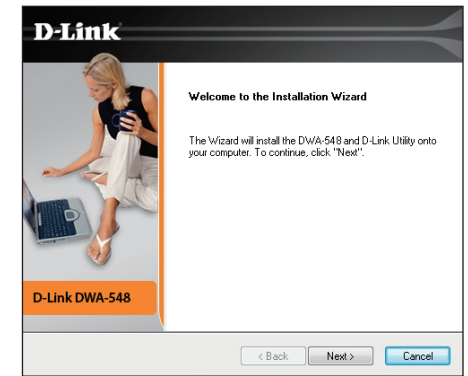 D-Link
Welcome to the Installation Wizard
The Wizard will install the DWA-548 and D-Link Utility onto
your computer. To continue, click "Next".
D-Link DWA-548
< Back Next > Cancel